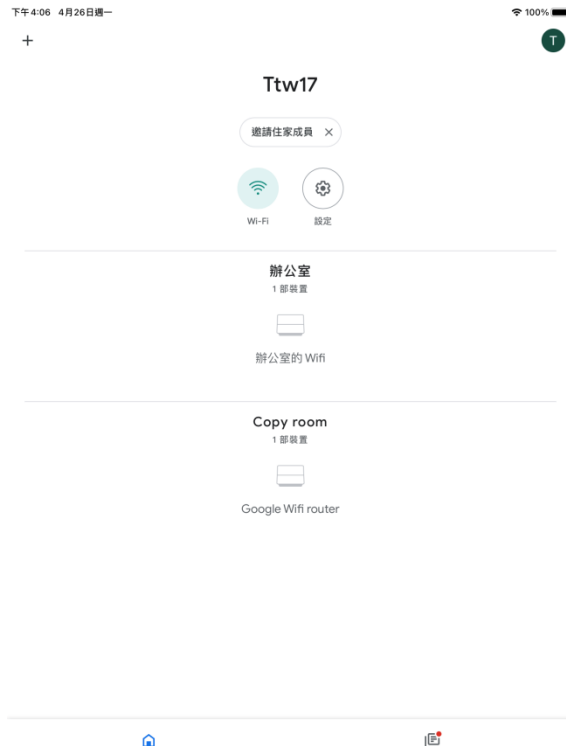 下午4:06 4月26日週一 100%
T
Ttw17
邀請住家成員
Wi-Fi 設定
辦公室
1 部裝置
辦公室的 Wifi
Copy room
1 部裝置
Google Wifi router